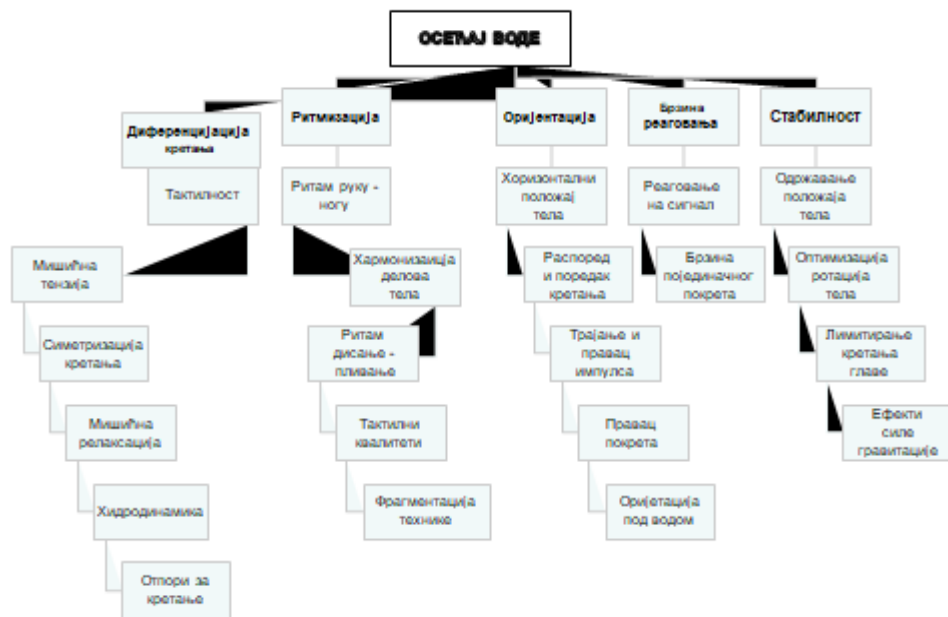 ОСЕЋАЈ ВОДЕ
Диференцијација
кретања
Тактилност
Мишићна
тензија
Симетризација
кретања
Мишићна
релаксација
Хидродинамика
Отпори за
кретање
Ритмизација
Ритам руку -
ногу
Хармонизаицја
делова
тела
Ритам
дисање -
пливање
Тактилни
квалитети
Фрагментација
технике
Оријентација
Хоризонтални
положај
тела
Распоред
и поредак
кретања
Трајање и
правац
импулса
Правац
покрета
Оријетација
под водом
Брзина
реаговања
Реаговање
на сигнал
Брзина
појединачног
покрета
Стабилност
Одржавање
положаја
тела
Оптимизација
ротација
тела
Лимитирање
кретања
главе
Ефекти
силе
гравитације